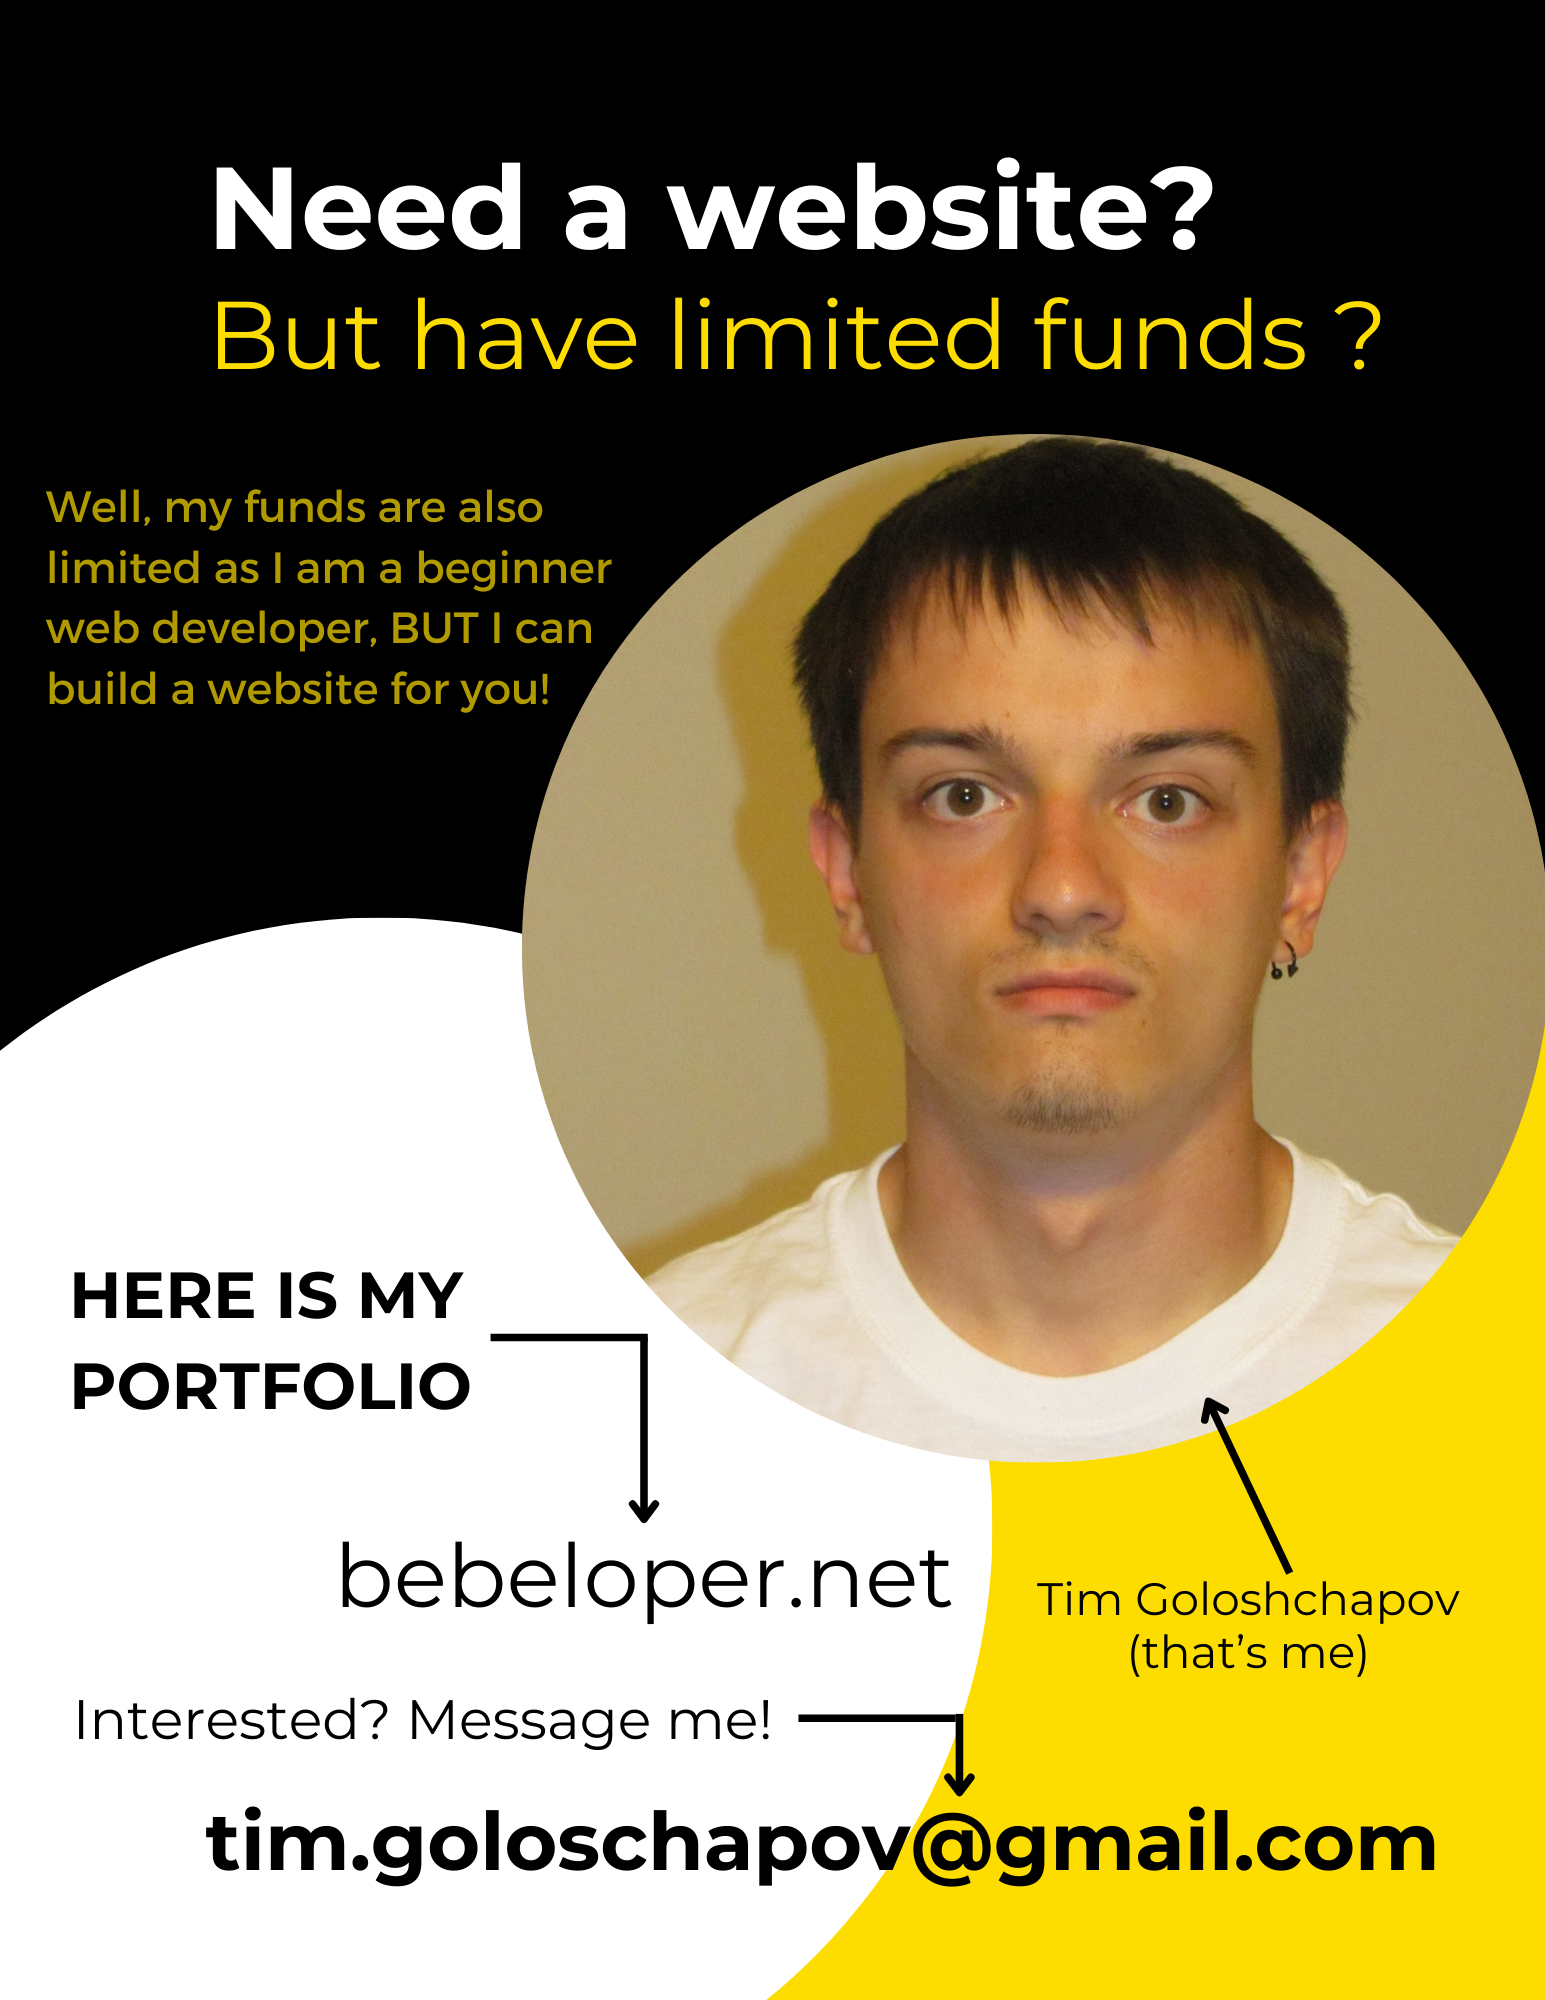 Need a website?
But have limited funds ?
Well, my funds are also
limited as I am a beginner
web developer, BUT I can
build a website for you!
HERE IS MY
PORTFOLIO
bebeloper.net
Tim Goloshchapov
(that’s me)
Interested? Message me!
tim.goloschapov@gmail.com